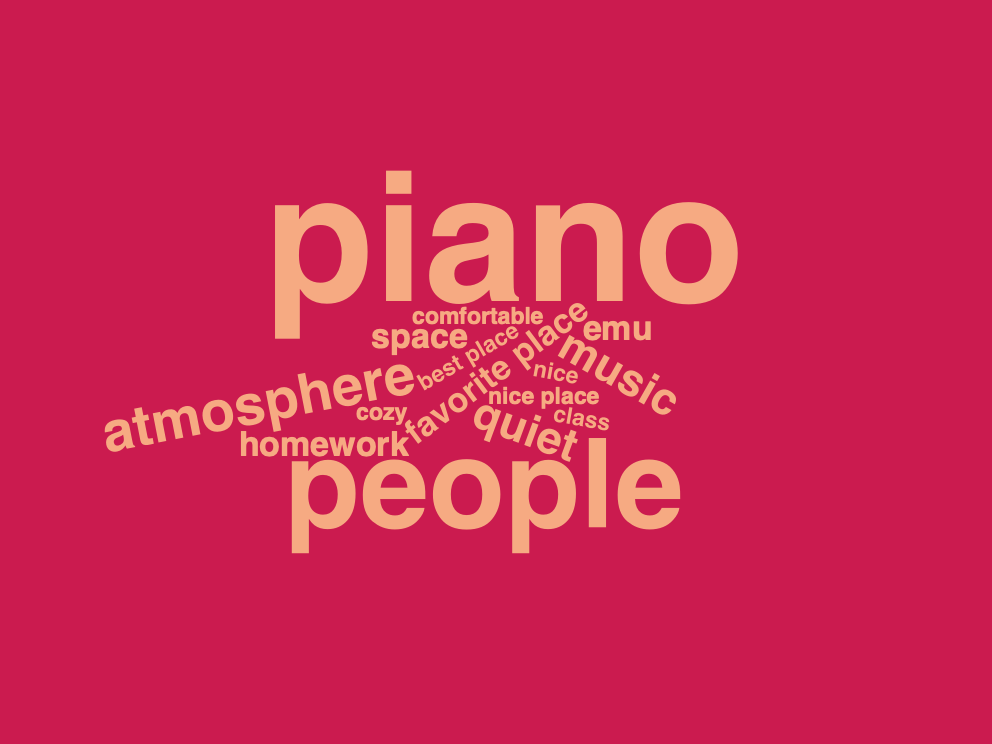 piano
comfortable
space
emu
best place
favorite place
music
atmosphere
nice
nice place
cozy
class
quiet
homework
people